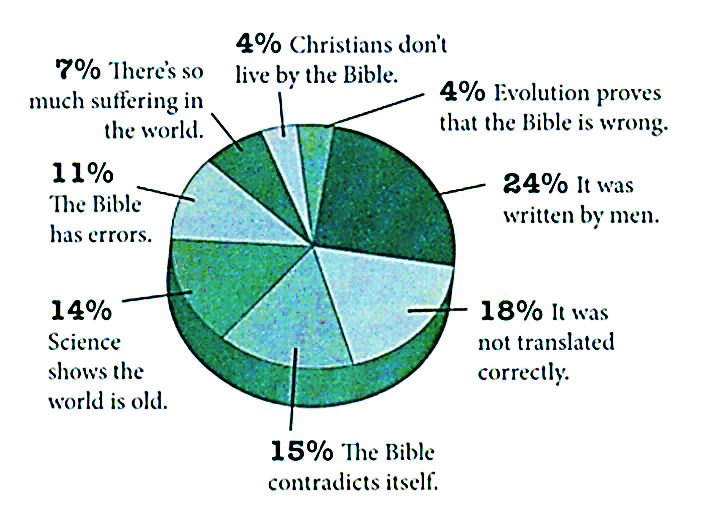 4% Christians don't
live by the Bible.
4% Evolution proves
that the Bible is wrong.
24% It was
written by men.
18% It was
not translated
correctly.
15% The Bible
contradicts itself.
14%
Science
shows the
world is old.
11%
The Bible
has errors.
7% There's so
much suffering in
the world.